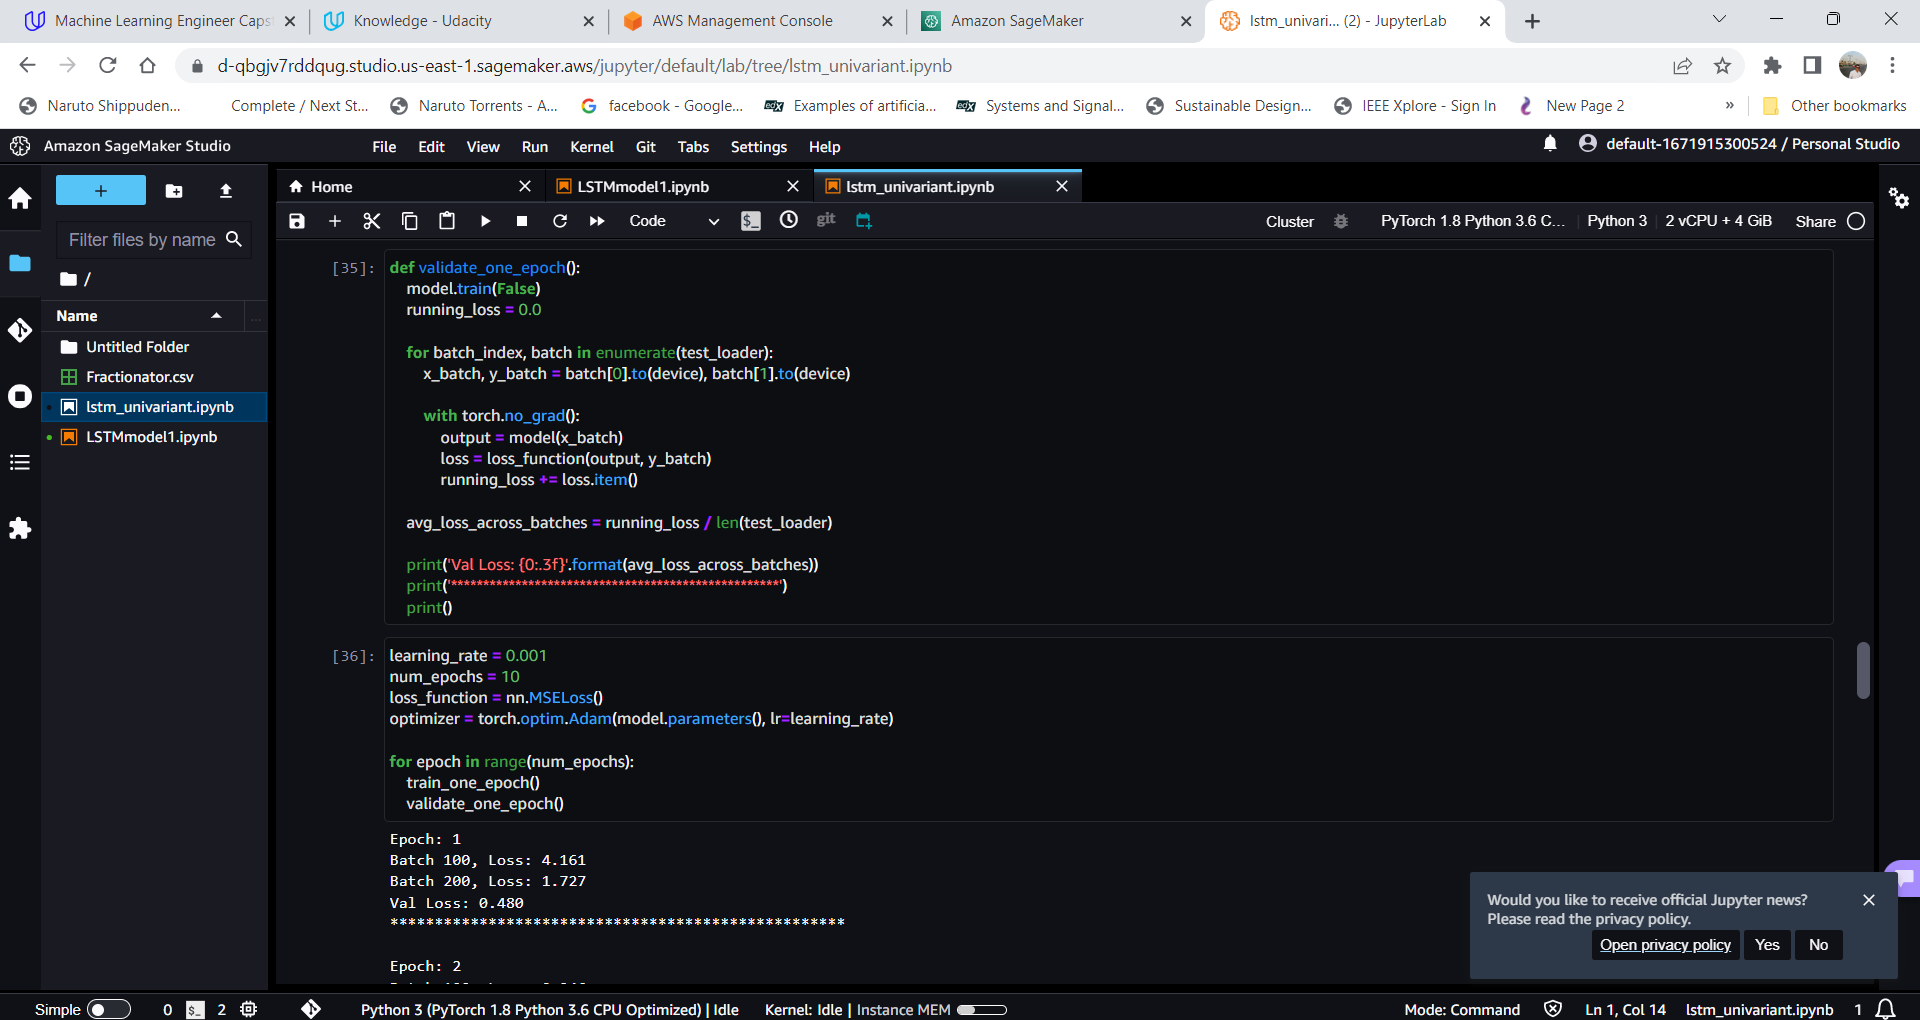 Machine Learning Engineer Caps
Knowledge - Udacity
AWS Management Console
Amazon SageMaker
lstm_univari... (2) - JupyterLab
d-qbgjv7rddqug.studio.us-east-1.sagemaker.aws/jupyter/default/lab/tree/lstm_univariant.ipynb
Naruto Shippuden...
Complete / Next St...
Naruto Torrents - A...
facebook - Google...
edX
Examples of artificia...
edX
Systems and Signal...
Sustainable Design...
IEEE Xplore - Sign In
New Page 2
»
Other bookmarks
Amazon SageMaker Studio
File Edit View Run Kernel Git Tabs Settings Help
default-1671915300524 / Personal Studio
Home
LSTMmodel1.ipynb
lstm_univariant.ipynb
Code
git
Cluster
PyTorch 1.8 Python 3.6 C...
Python 3
2 vCPU + 4 GiB
Share
Filter files by name
/
Name
Untitled Folder
Fractionator.csv
lstm_univariant.ipynb
LSTMmodel1.ipynb
[35]:
def validate_one_epoch():
model.train(False)
running_loss = 0.0
for batch_index, batch in enumerate(test_loader):
x_batch, y_batch = batch[0].to(device), batch[1].to(device)
with torch.no_grad():
output = model(x_batch)
loss = loss_function(output, y_batch)
running_loss += loss.item()
avg_loss_across_batches = running_loss / len(test_loader)
print('Val Loss: {0:.3f}'.format(avg_loss_across_batches))
print('***************************************************')
print()
[36]:
learning_rate = 0.001
num_epochs = 10
loss_function = nn.MSELoss()
optimizer = torch.optim.Adam(model.parameters(), lr=learning_rate)
for epoch in range(num_epochs):
train_one_epoch()
validate_one_epoch()
Epoch: 1
Batch 100, Loss: 4.161
Batch 200, Loss: 1.727
Val Loss: 0.480
***************************************************
Epoch: 2
Would you like to receive official Jupyter news?
Please read the privacy policy.
Open privacy policy
Yes
No
Simple
0
$_
2
Python 3 (PyTorch 1.8 Python 3.6 CPU Optimized) | Idle
Kernel: Idle | Instance MEM
Mode: Command
Ln 1, Col 14
lstm_univariant.ipynb
1